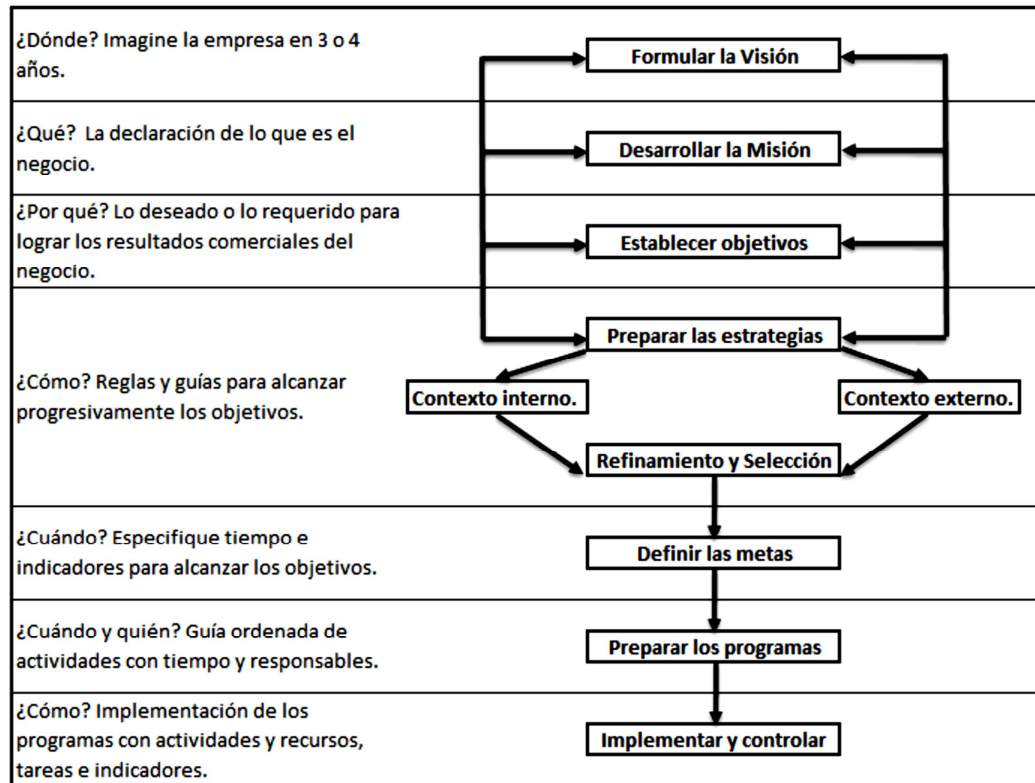 ¿Dónde? Imagine la empresa en 3 o 4
años.
Formular la Visión
¿Qué?  La declaración de lo que es el
negocio.
Desarrollar la Misión
¿Por qué? Lo deseado o lo requerido para
lograr los resultados comerciales del
negocio.
Establecer objetivos
¿Cómo? Reglas y guías para alcanzar
progresivamente los objetivos.
Preparar las estrategias
Contexto interno.
Contexto externo.
Refinamiento y Selección
¿Cuándo? Especifique tiempo e
indicadores para alcanzar los objetivos.
Definir las metas
¿Cuándo y quién? Guía ordenada de
actividades con tiempo y responsables.
Preparar los programas
¿Cómo? Implementación de los
programas con actividades y recursos,
tareas e indicadores.
Implementar y controlar